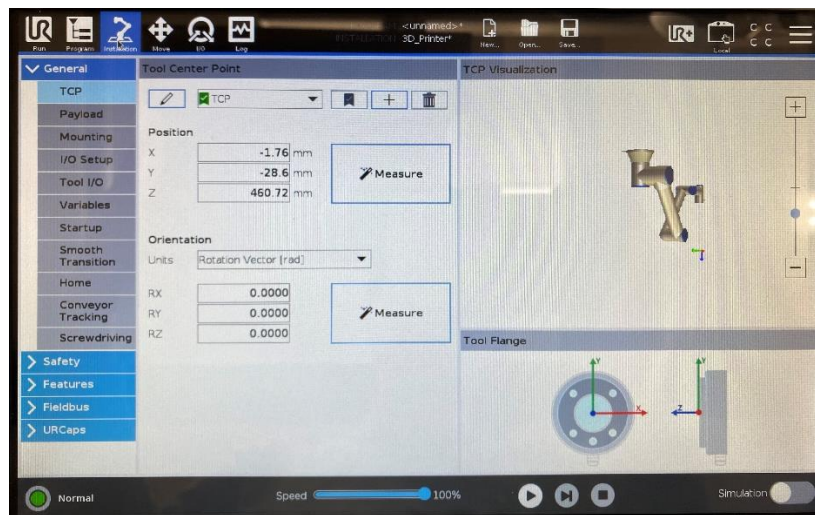 <unnamed>*
INSTALLATION 3D_Printer*
Run Program Installation Move I/O Log New... Open... Save... UR+ Local C C
C C
General
TCP
Payload
Mounting
I/O Setup
Tool I/O
Variables
Startup
Smooth
Transition
Home
Conveyor
Tracking
Screwdriving
Safety
Features
Fieldbus
URCaps
Tool Center Point
TCP
Position
X -1.76 mm
Y -28.6 mm
Z 460.72 mm
Measure
Orientation
Units Rotation Vector [rad]
RX 0.0000
RY 0.0000
RZ 0.0000
Measure
TCP Visualization
Tool Flange
Y
X
Y
Z
Normal
Speed 100%
Simulation